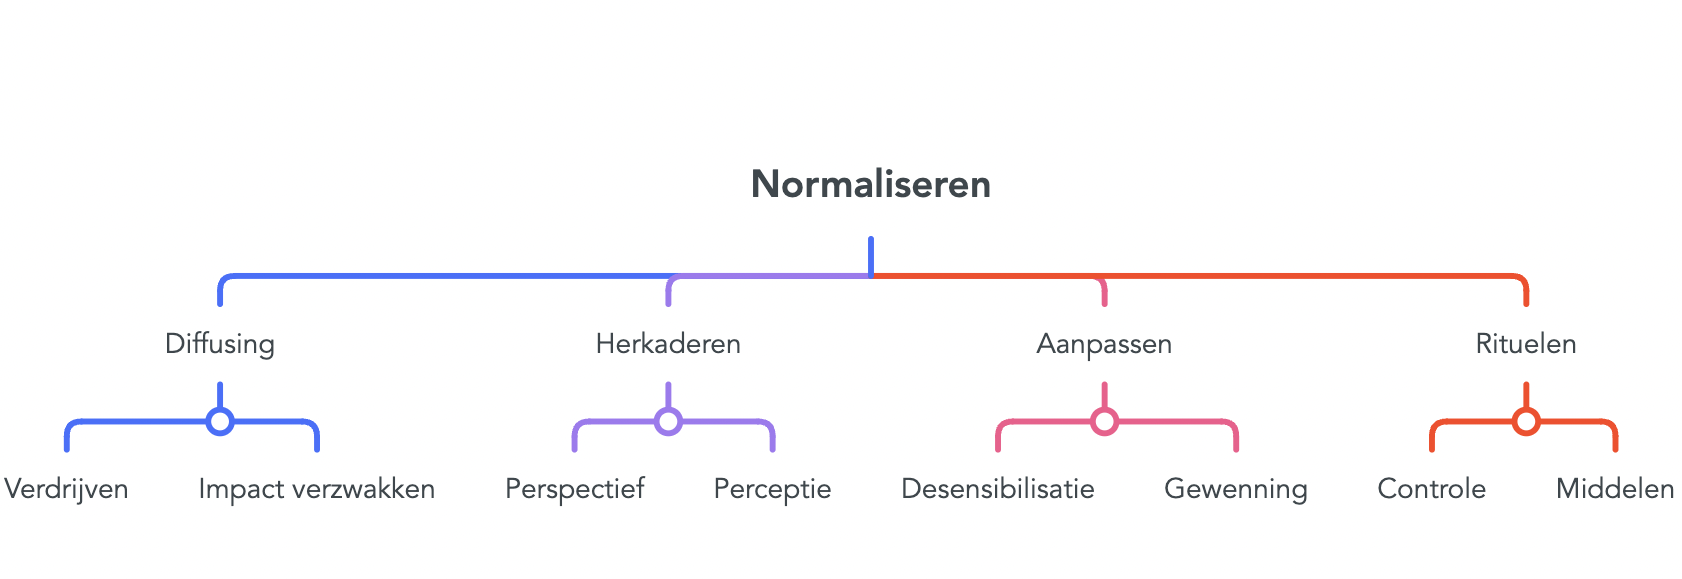 Normaliseren
Diffusing
Herkaderen
Aanpassen
Rituelen
Verdrijven
Impact verzwakken
Perspectief
Perceptie
Desensibilisatie
Gewenning
Controle
Middelen